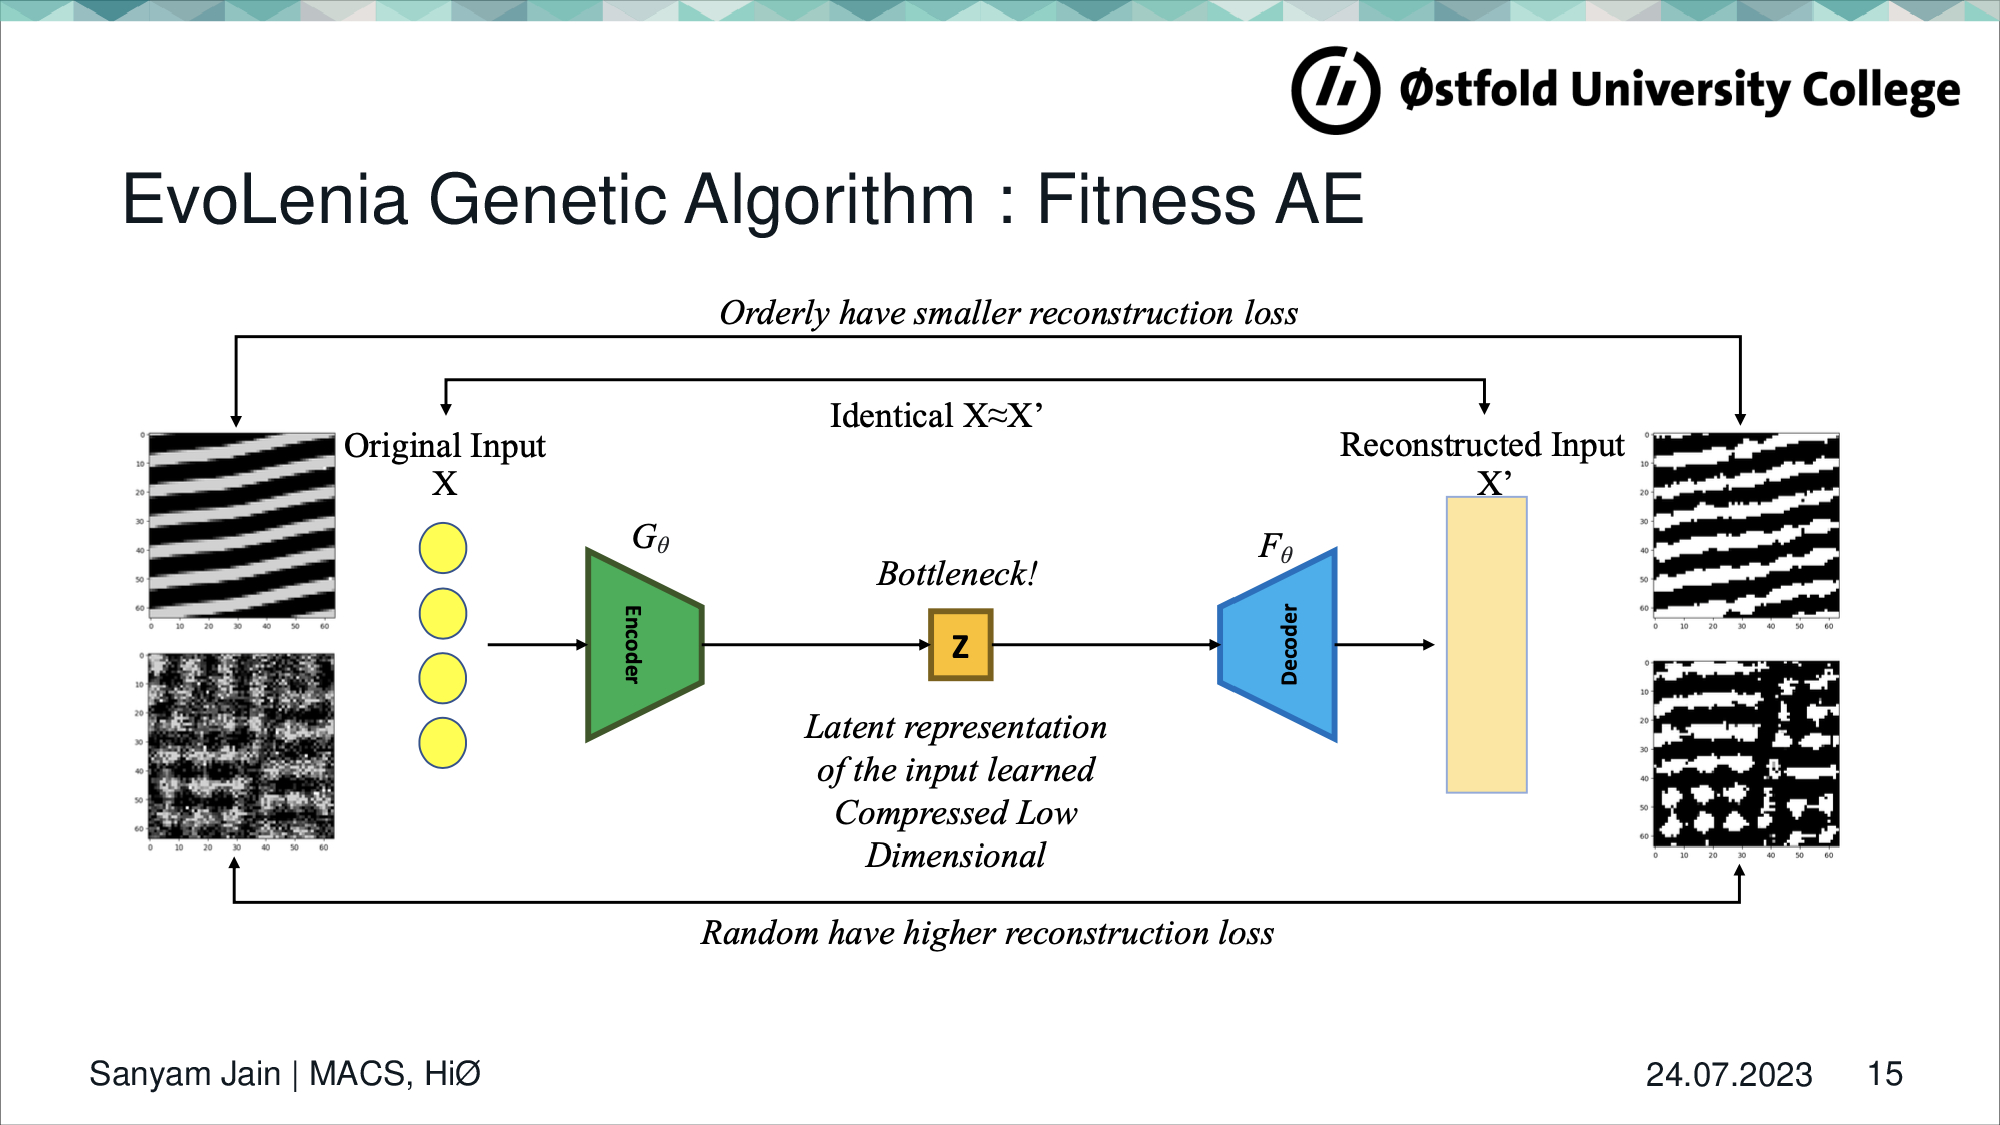 Østfold University College
EvoLenia Genetic Algorithm : Fitness AE
Orderly have smaller reconstruction loss
Identical X≈X’
Original Input
X
Reconstructed Input
X’
0
10
20
30
40
50
60
0 10 20 30 40 50 60
0
10
20
30
40
50
60
0 10 20 30 40 50 60
Gθ
Encoder
Bottleneck!
Z
Latent representation
of the input learned
Compressed Low
Dimensional
Fθ
Decoder
0
10
20
30
40
50
60
0 10 20 30 40 50 60
0
10
20
30
40
50
60
0 10 20 30 40 50 60
Random have higher reconstruction loss
Sanyam Jain | MACS, HiØ
24.07.2023
15